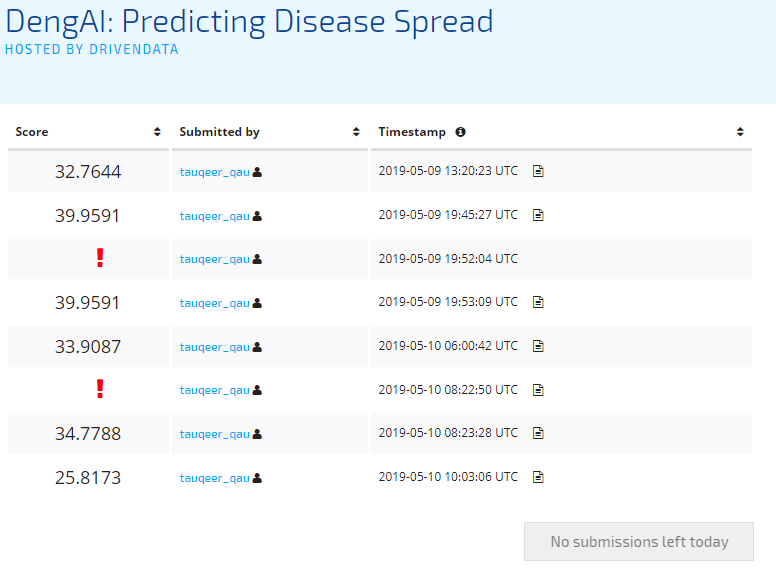 DengAI: Predicting Disease Spread
HOSTED BY DRIVENDATA
Score Submitted by Timestamp
32.7644 tauqeer_qau 2019-05-09 13:20:23 UTC
39.9591 tauqeer_qau 2019-05-09 19:45:27 UTC
! tauqeer_qau 2019-05-09 19:52:04 UTC
39.9591 tauqeer_qau 2019-05-09 19:53:09 UTC
33.9087 tauqeer_qau 2019-05-10 06:00:42 UTC
! tauqeer_qau 2019-05-10 08:22:50 UTC
34.7788 tauqeer_qau 2019-05-10 08:23:28 UTC
25.8173 tauqeer_qau 2019-05-10 10:03:06 UTC
No submissions left today